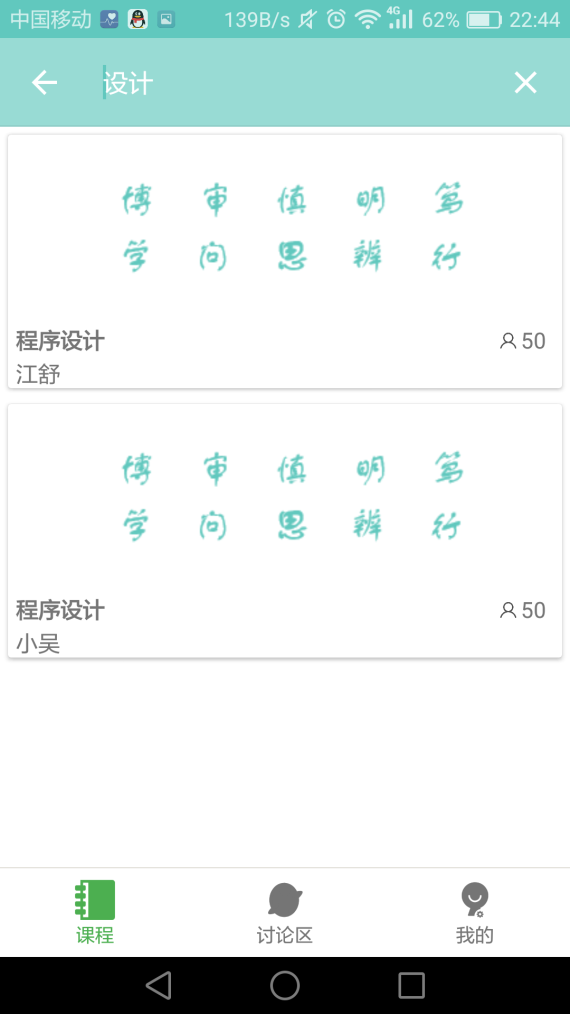 中国移动 139B/s 4G 62% 22:44
设计
博 审 慎 明 笃
学 问 思 辨 行
程序设计 50
江舒
博 审 慎 明 笃
学 问 思 辨 行
程序设计 50
小吴
课程 讨论区 我的